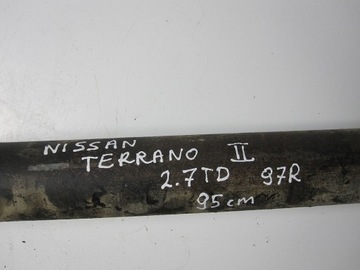 NISSAN
TERRANO II
2.7TD 97R
95cm